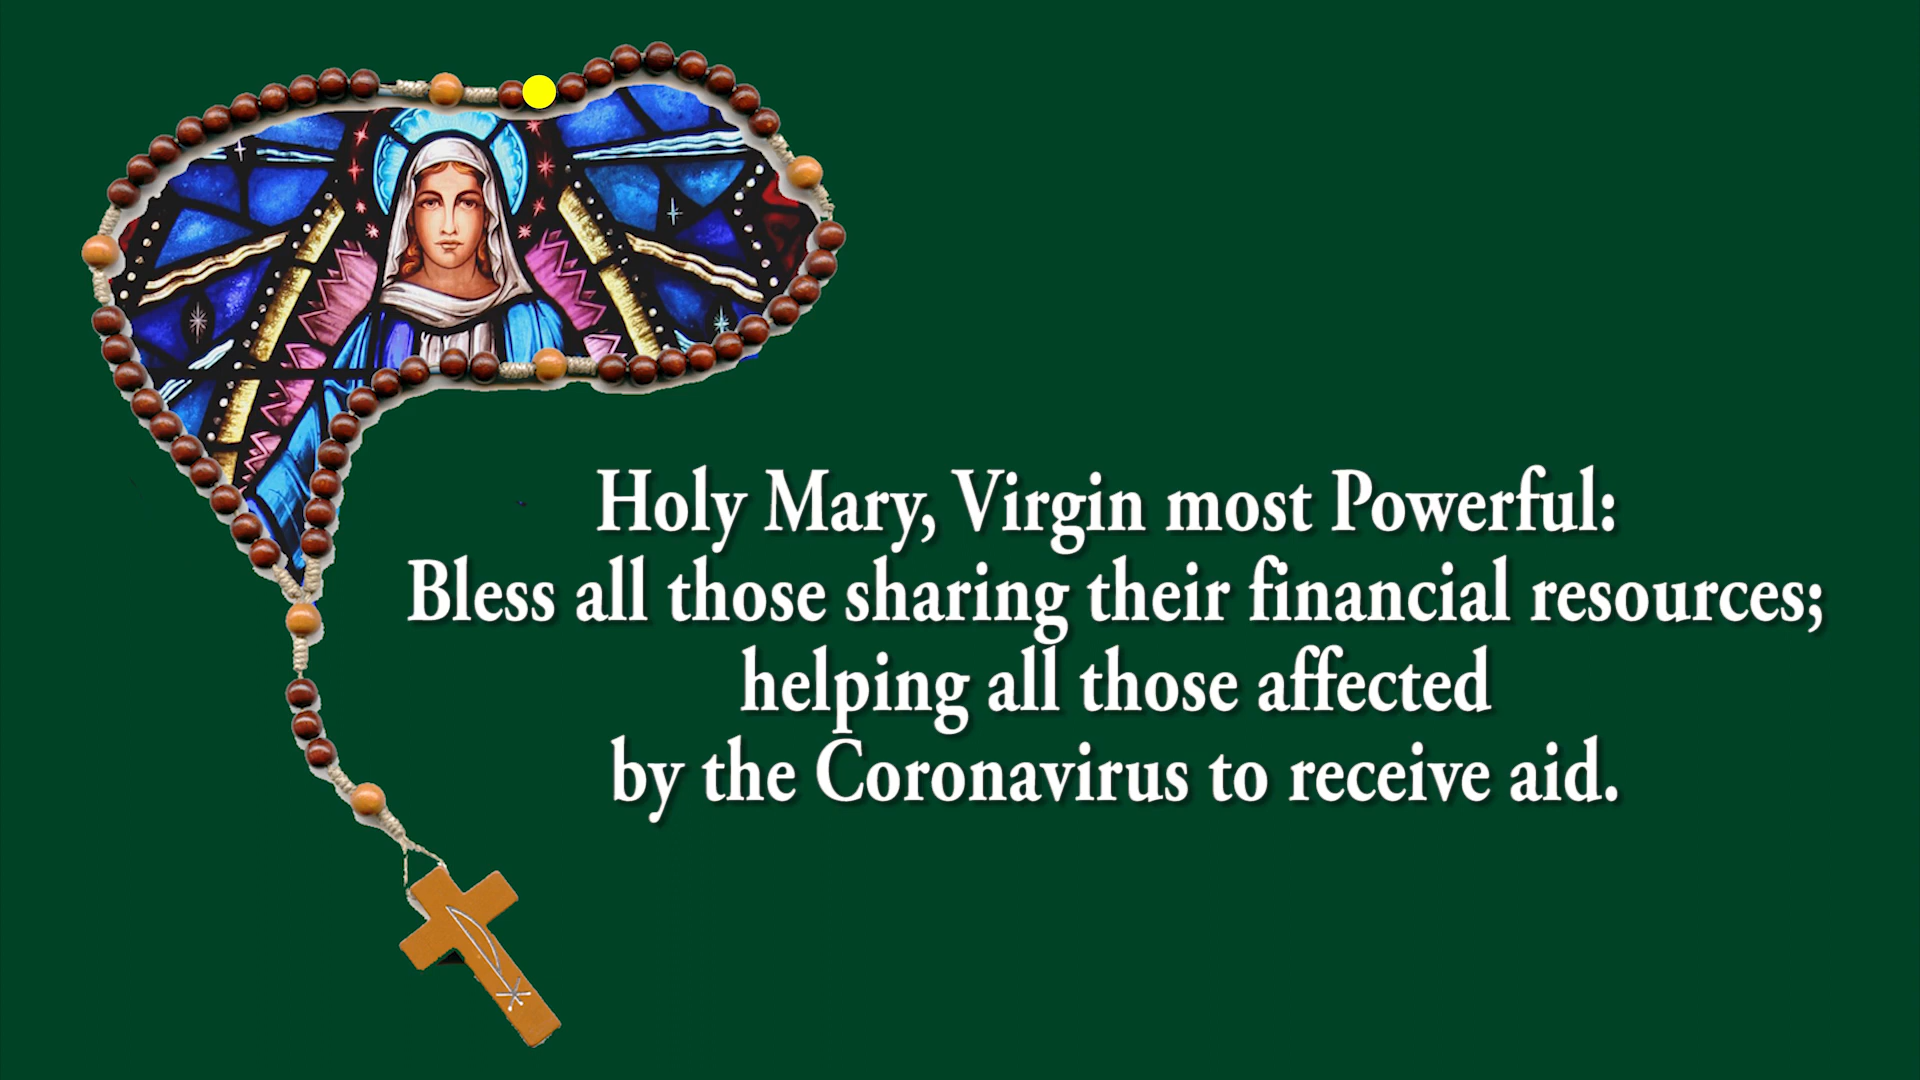 Holy Mary, Virgin most Powerful:
Bless all those sharing their financial resources;
helping all those affected
by the Coronavirus to receive aid.